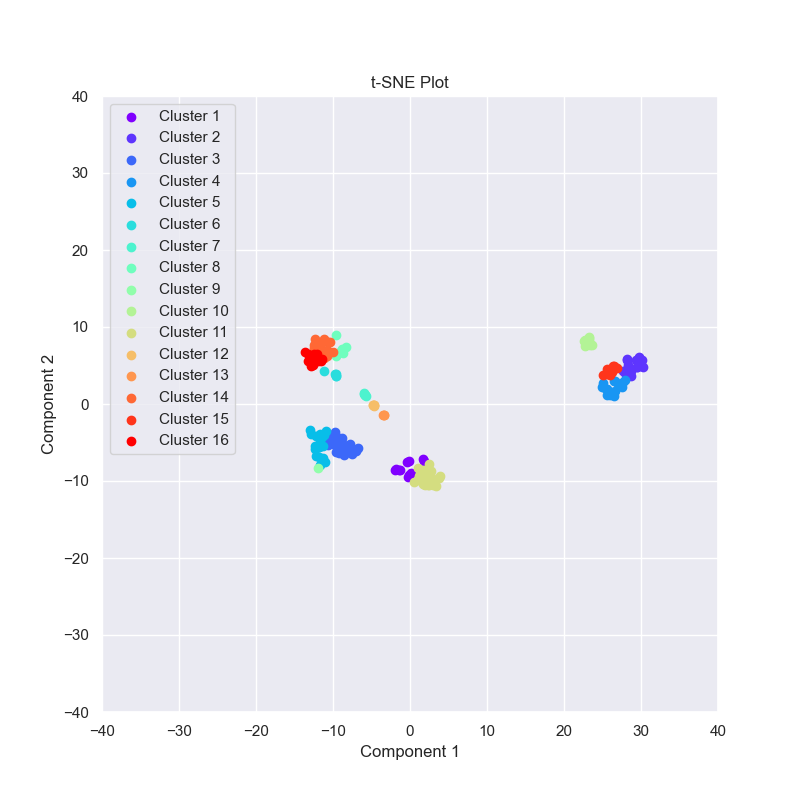 t-SNE Plot
40
30
20
10
0
−10
−20
−30
−40
Component 2
Cluster 1
Cluster 2
Cluster 3
Cluster 4
Cluster 5
Cluster 6
Cluster 7
Cluster 8
Cluster 9
Cluster 10
Cluster 11
Cluster 12
Cluster 13
Cluster 14
Cluster 15
Cluster 16
−40 −30 −20 −10 0 10 20 30 40
Component 1